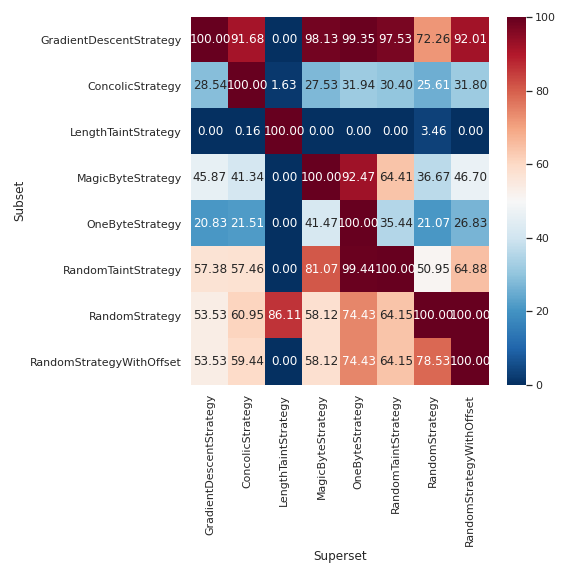 GradientDescentStrategy 100.00 91.68 0.00 98.13 99.35 97.53 72.26 92.01
ConcolicStrategy 28.54 100.00 1.63 27.53 31.94 30.40 25.61 31.80
LengthTaintStrategy 0.00 0.16 100.00 0.00 0.00 0.00 3.46 0.00
MagicByteStrategy 45.87 41.34 0.00 100.00 92.47 64.41 36.67 46.70
OneByteStrategy 20.83 21.51 0.00 41.47 100.00 35.44 21.07 26.83
RandomTaintStrategy 57.38 57.46 0.00 81.07 99.44 100.00 50.95 64.88
RandomStrategy 53.53 60.95 86.11 58.12 74.43 64.15 100.00 100.00
RandomStrategyWithOffset 53.53 59.44 0.00 58.12 74.43 64.15 78.53 100.00
Subset
GradientDescentStrategy
ConcolicStrategy
LengthTaintStrategy
MagicByteStrategy
OneByteStrategy
RandomTaintStrategy
RandomStrategy
RandomStrategyWithOffset
Superset
100
80
60
40
20
0